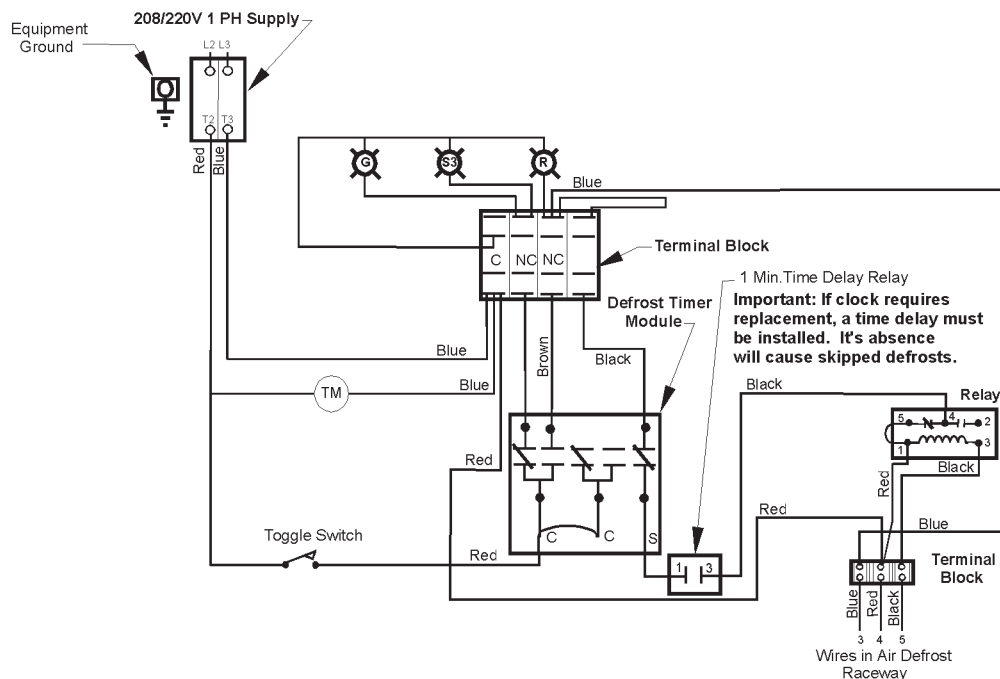 208/220V 1 PH Supply
Equipment
Ground
L2 L3
T2 T3
Red
Blue
G
S3
R
Blue
C NC NC
Terminal Block
1 Min.Time Delay Relay
Important: If clock requires
replacement, a time delay must
be installed. It's absence
will cause skipped defrosts.
Defrost Timer
Module
Blue
Brown
Black
TM
Blue
Black
Relay
5 4 2
1 3
Red
Black
Red
Red
Blue
Toggle Switch
Red
C C S
1 3
Terminal
Block
Blue
Red
Black
3 4 5
Wires in Air Defrost
Raceway